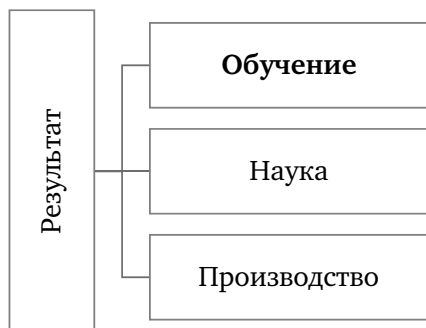 Результат
Обучение
Наука
Производство